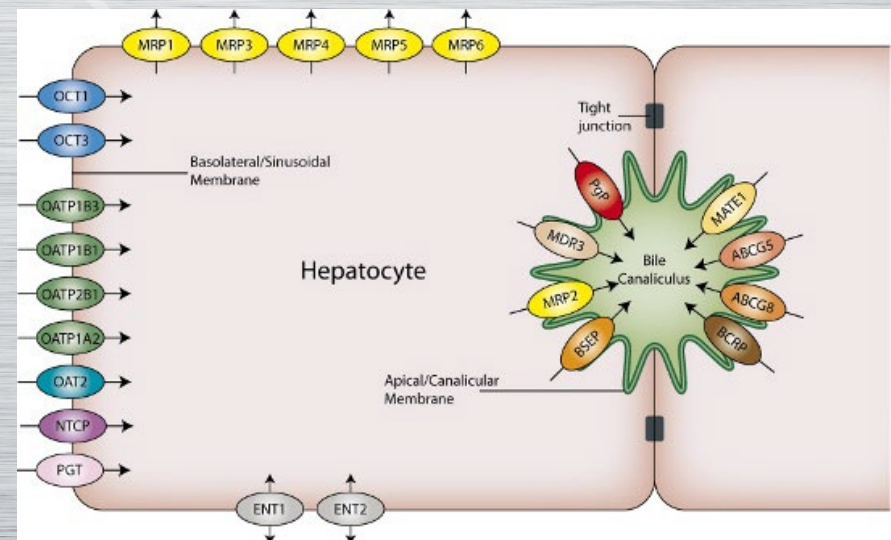 MRP1
MRP3
MRP4
MRP5
MRP6
OCT1
OCT3
Basolateral/Sinusoidal
Membrane
OATP1B3
OATP1B1
OATP2B1
OATP1A2
OAT2
NTCP
PGT
Hepatocyte
Tight
junction
PgP
MDR3
MRP2
BSEP
Bile
Canaliculus
MATE1
ABCG5
ABCG8
BCRP
Apical/Canalicular
Membrane
ENT1
ENT2